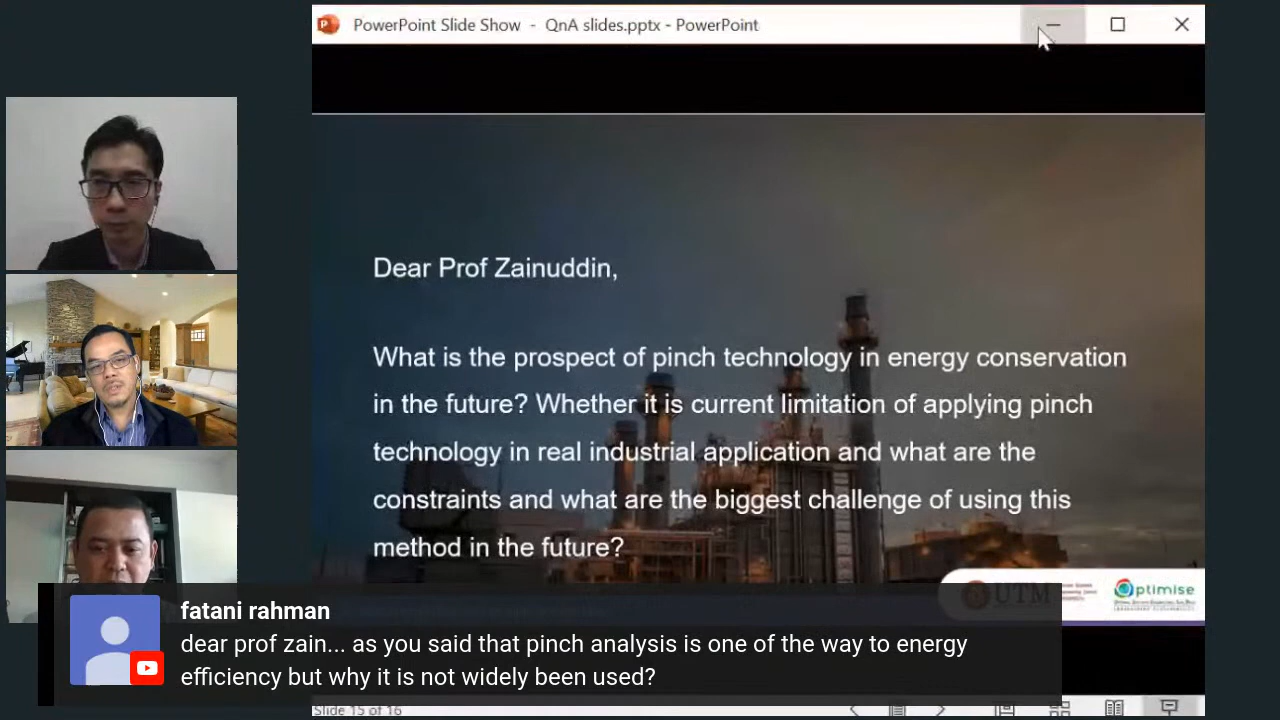 PowerPoint Slide Show - QnA slides.pptx - PowerPoint
Dear Prof Zainuddin,
What is the prospect of pinch technology in energy conservation
in the future? Whether it is current limitation of applying pinch
technology in real industrial application and what are the
constraints and what are the biggest challenge of using this
method in the future?
UTM
Optimise
fatani rahman
dear prof zain... as you said that pinch analysis is one of the way to energy
efficiency but why it is not widely been used?
Slide 15 of 16